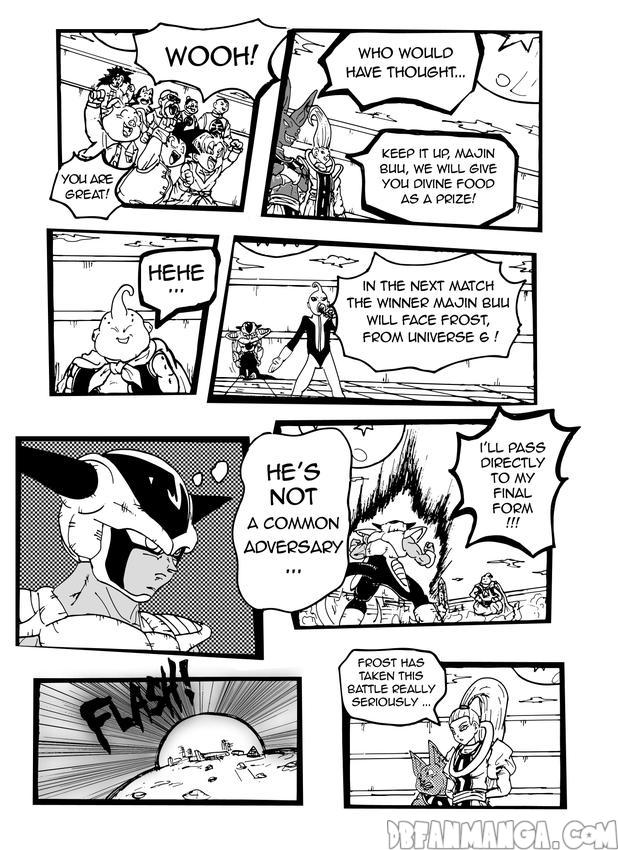 WOOH!
YOU ARE
GREAT!
WHO WOULD
HAVE THOUGHT...
KEEP IT UP, MAJIN
BUU, WE WILL GIVE
YOU DIVINE FOOD
AS A PRIZE!
HEHE
...
IN THE NEXT MATCH
THE WINNER MAJIN BUU
WILL FACE FROST,
FROM UNIVERSE 6!
HE'S
NOT
A COMMON
ADVERSARY
...
I'LL PASS
DIRECTLY
TO MY
FINAL
FORM
!!!
FLASH!
FROST HAS
TAKEN THIS
BATTLE REALLY
SERIOUSLY ...
DBFANMANGA.COM